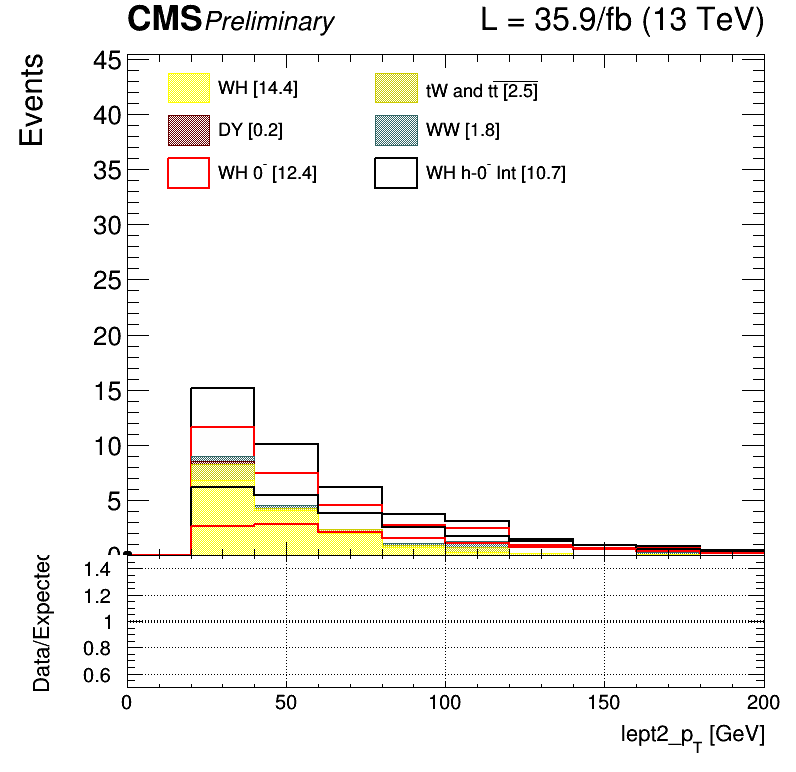 CMS Preliminary L = 35.9/fb (13 TeV)
Events
45
40
35
30
25
20
15
10
5
0
WH [14.4]
tW and tt [2.5]
DY [0.2]
WW [1.8]
WH 0⁻ [12.4]
WH h-0⁻ Int [10.7]
Data/Expected
1.4
1.2
1
0.8
0.6
0 50 100 150 200
lept2_p_T [GeV]